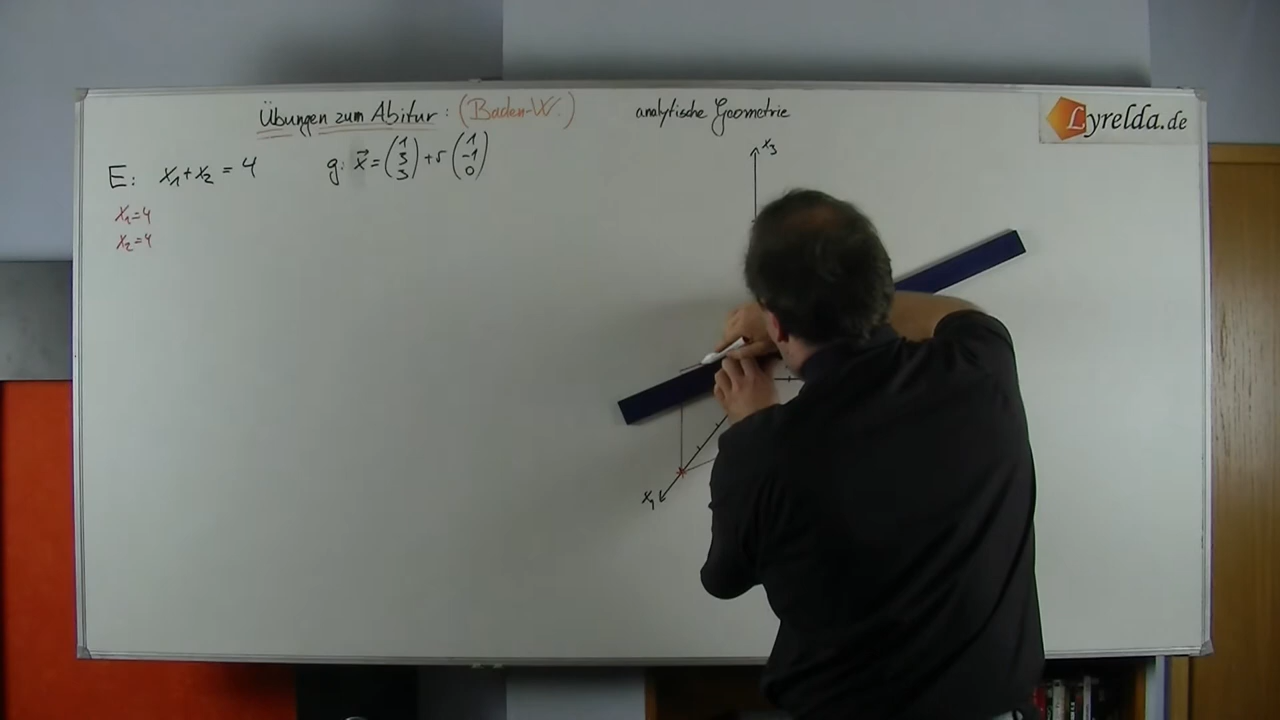 Übungen zum Abitur: (Baden-W.) analytische Geometrie
Lyrelda.de
E: x₁+x₂=4 g: x⃗=(1 3 3)+r(1 -1 0)
x₁=4
x₂=4
x₃
x₁